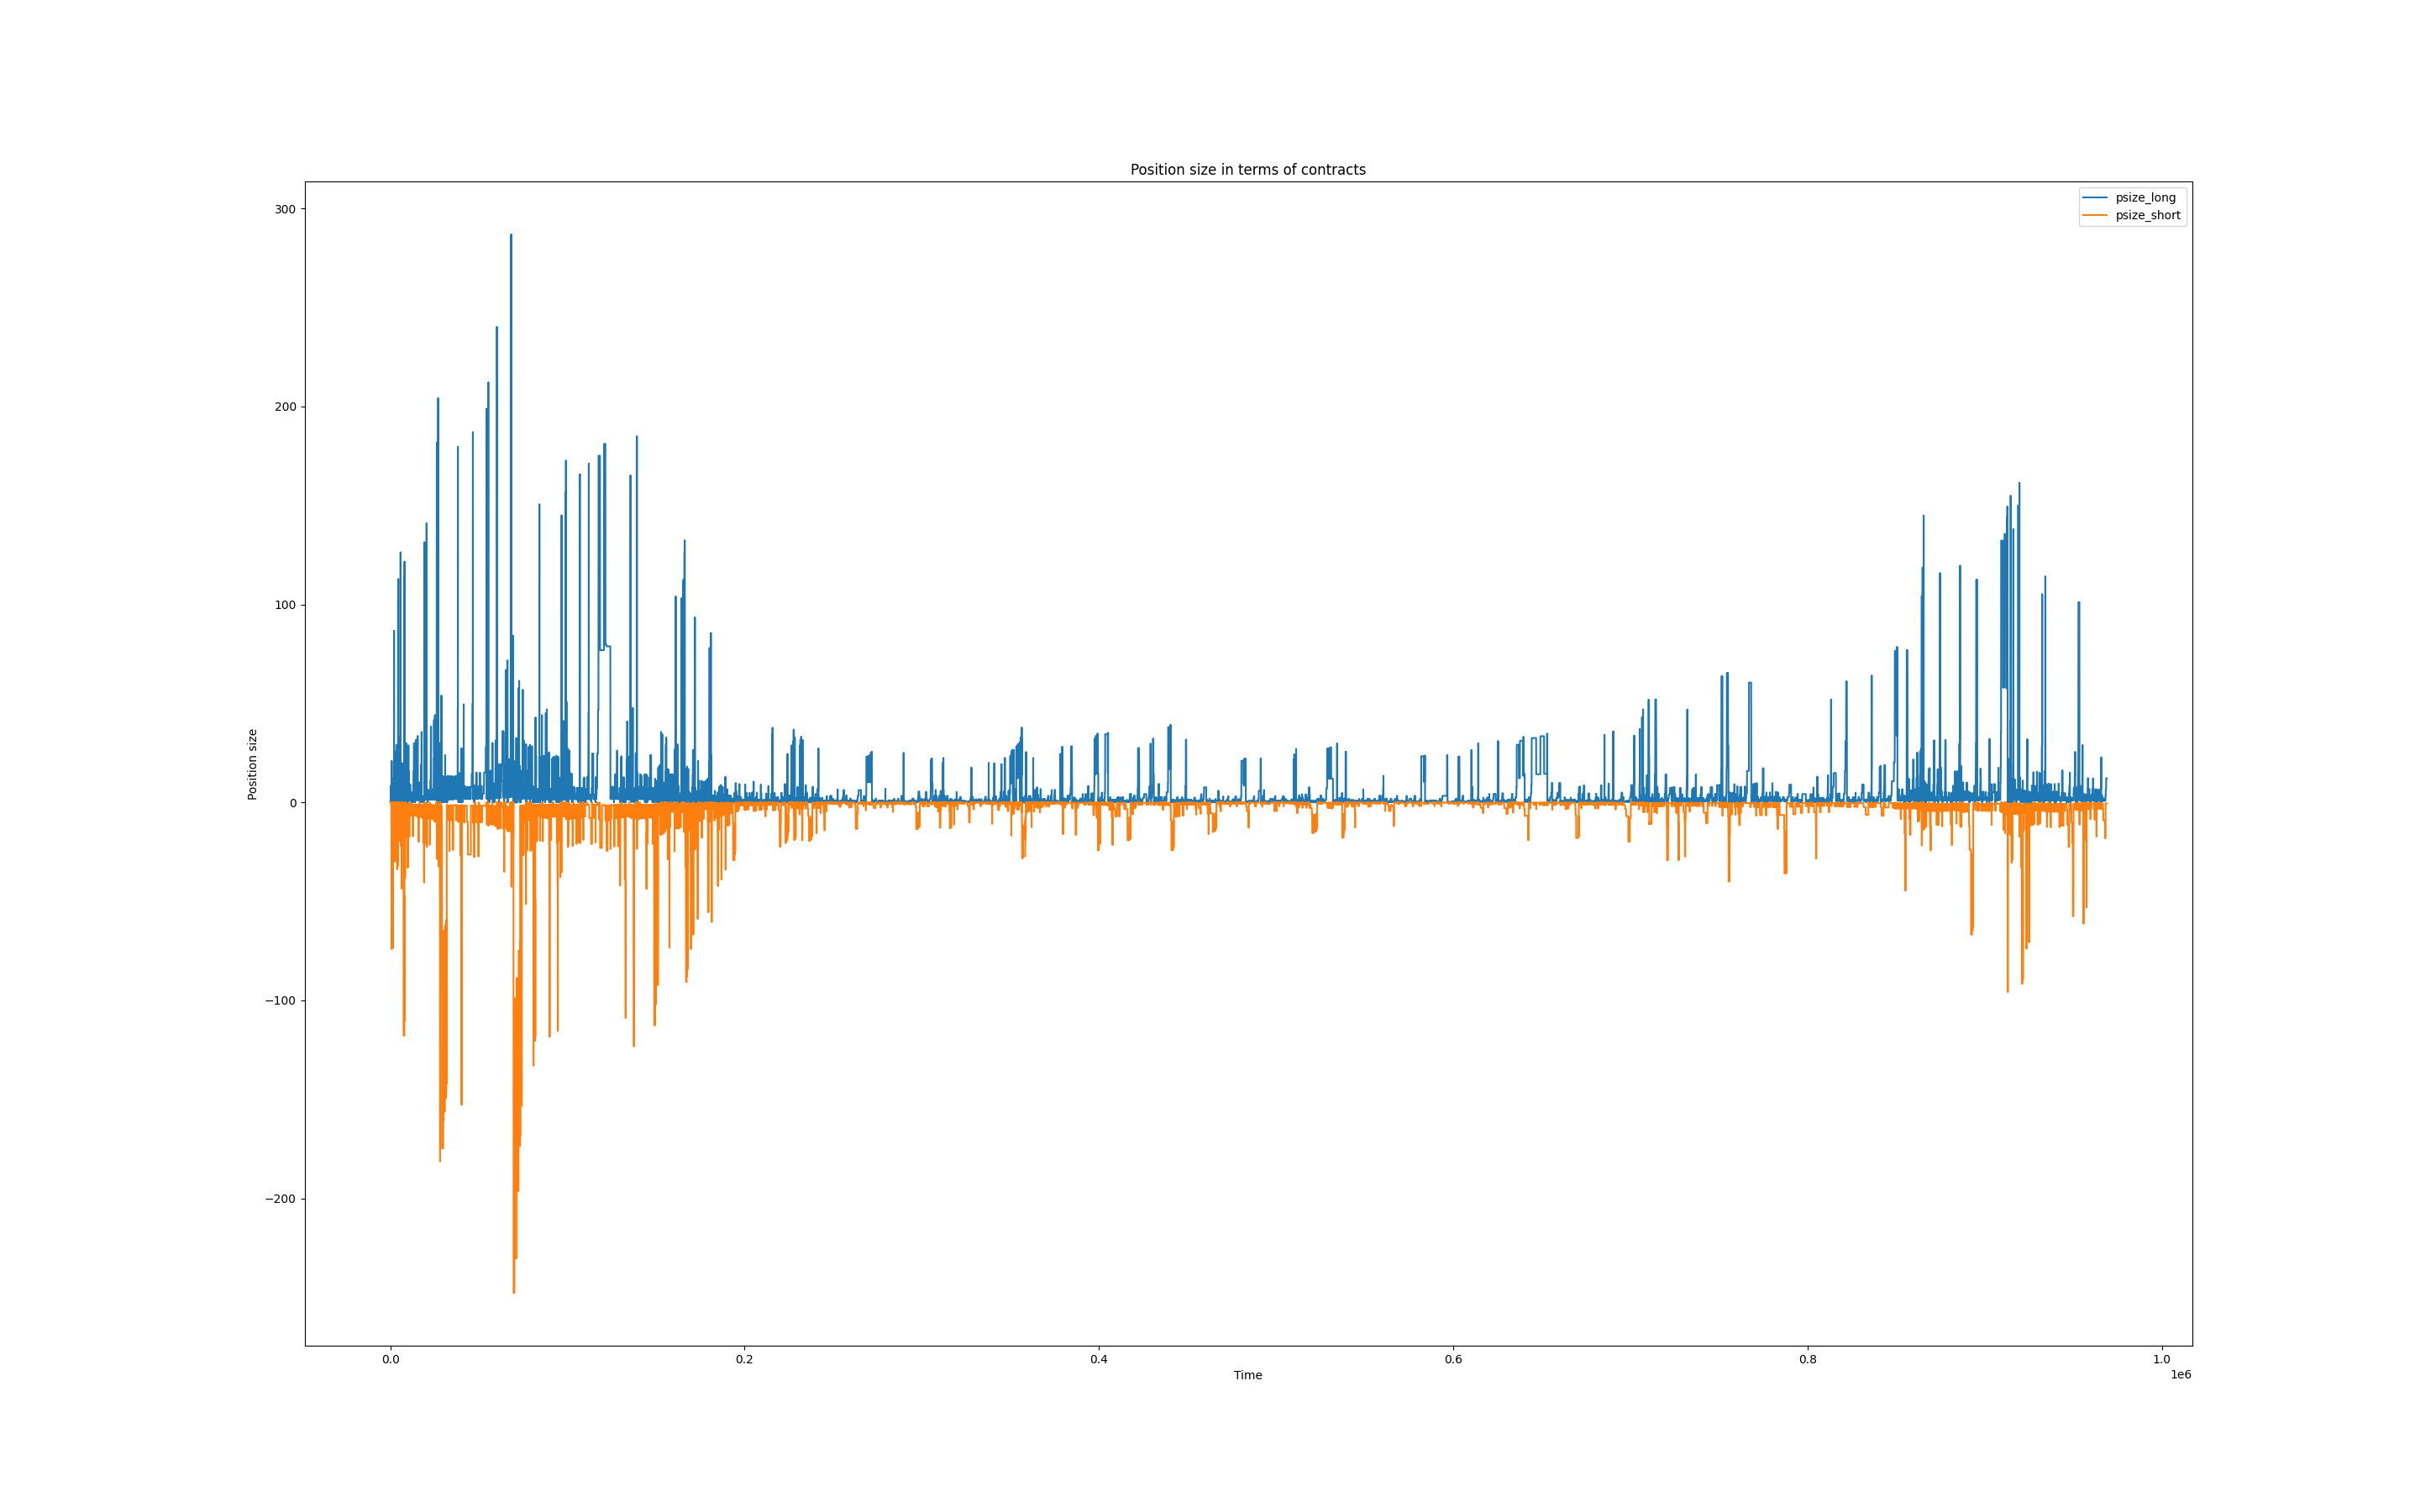 Position size in terms of contracts
psize_long
psize_short
300
200
100
0
−100
−200
Position size
0.0
0.2
0.4
0.6
0.8
1.0
1e6
Time